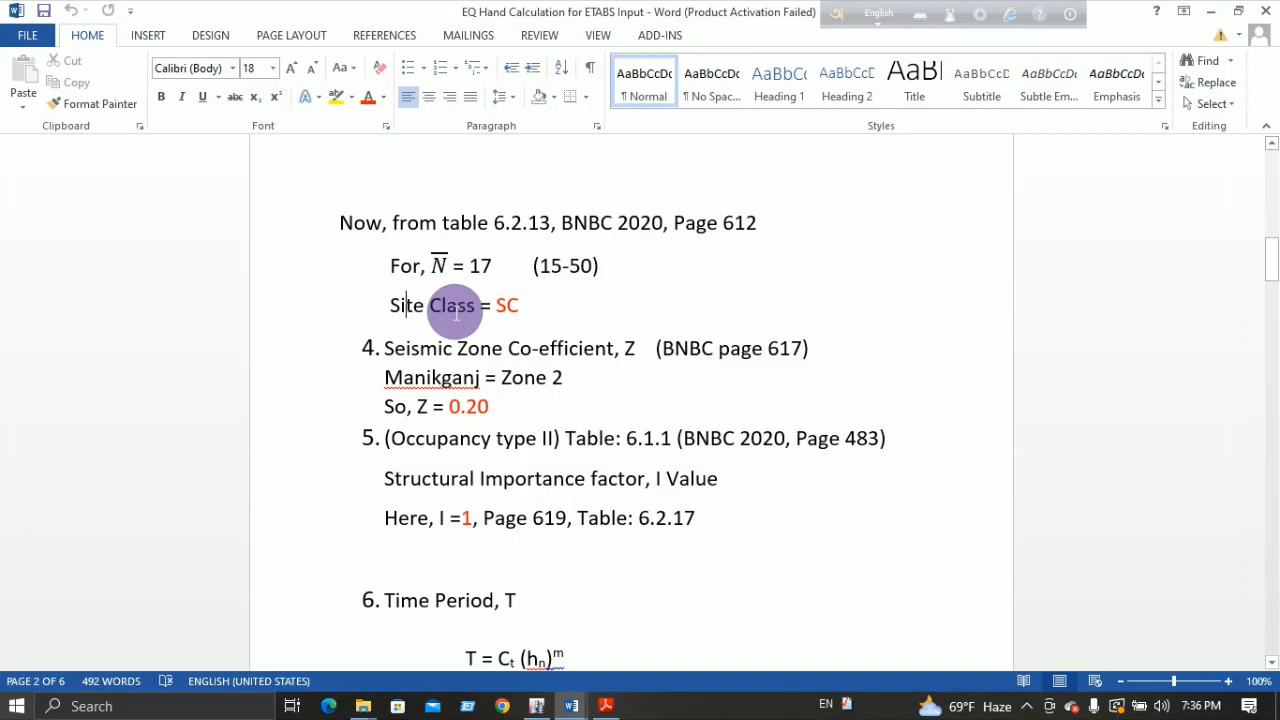 EQ Hand Calculation for ETABS Input - Word (Product Activation Failed)
English
FILE HOME INSERT DESIGN PAGE LAYOUT REFERENCES MAILINGS REVIEW VIEW ADD-INS
Cut
Copy
Format Painter
Paste
Calibri (Body) 18
AaBbCcDc AaBbCcDc AaBbCc AaBbCcD AaBl AaBbCcD AaBbCcDc AaBbCcDc
¶ Normal ¶ No Spac... Heading 1 Heading 2 Title Subtitle Subtle Em... Emphasis
Find
Replace
Select
Clipboard Font Paragraph Styles Editing
Now, from table 6.2.13, BNBC 2020, Page 612
For, N̅ = 17 (15-50)
Site Class = SC
4. Seismic Zone Co-efficient, Z (BNBC page 617)
Manikganj = Zone 2
So, Z = 0.20
5. (Occupancy type II) Table: 6.1.1 (BNBC 2020, Page 483)
Structural Importance factor, I Value
Here, I =1, Page 619, Table: 6.2.17
6. Time Period, T
T = Cₜ (hₙ)ᵐ
PAGE 2 OF 6 492 WORDS ENGLISH (UNITED STATES) 100%
Search
69°F Haze
EN
7:36 PM